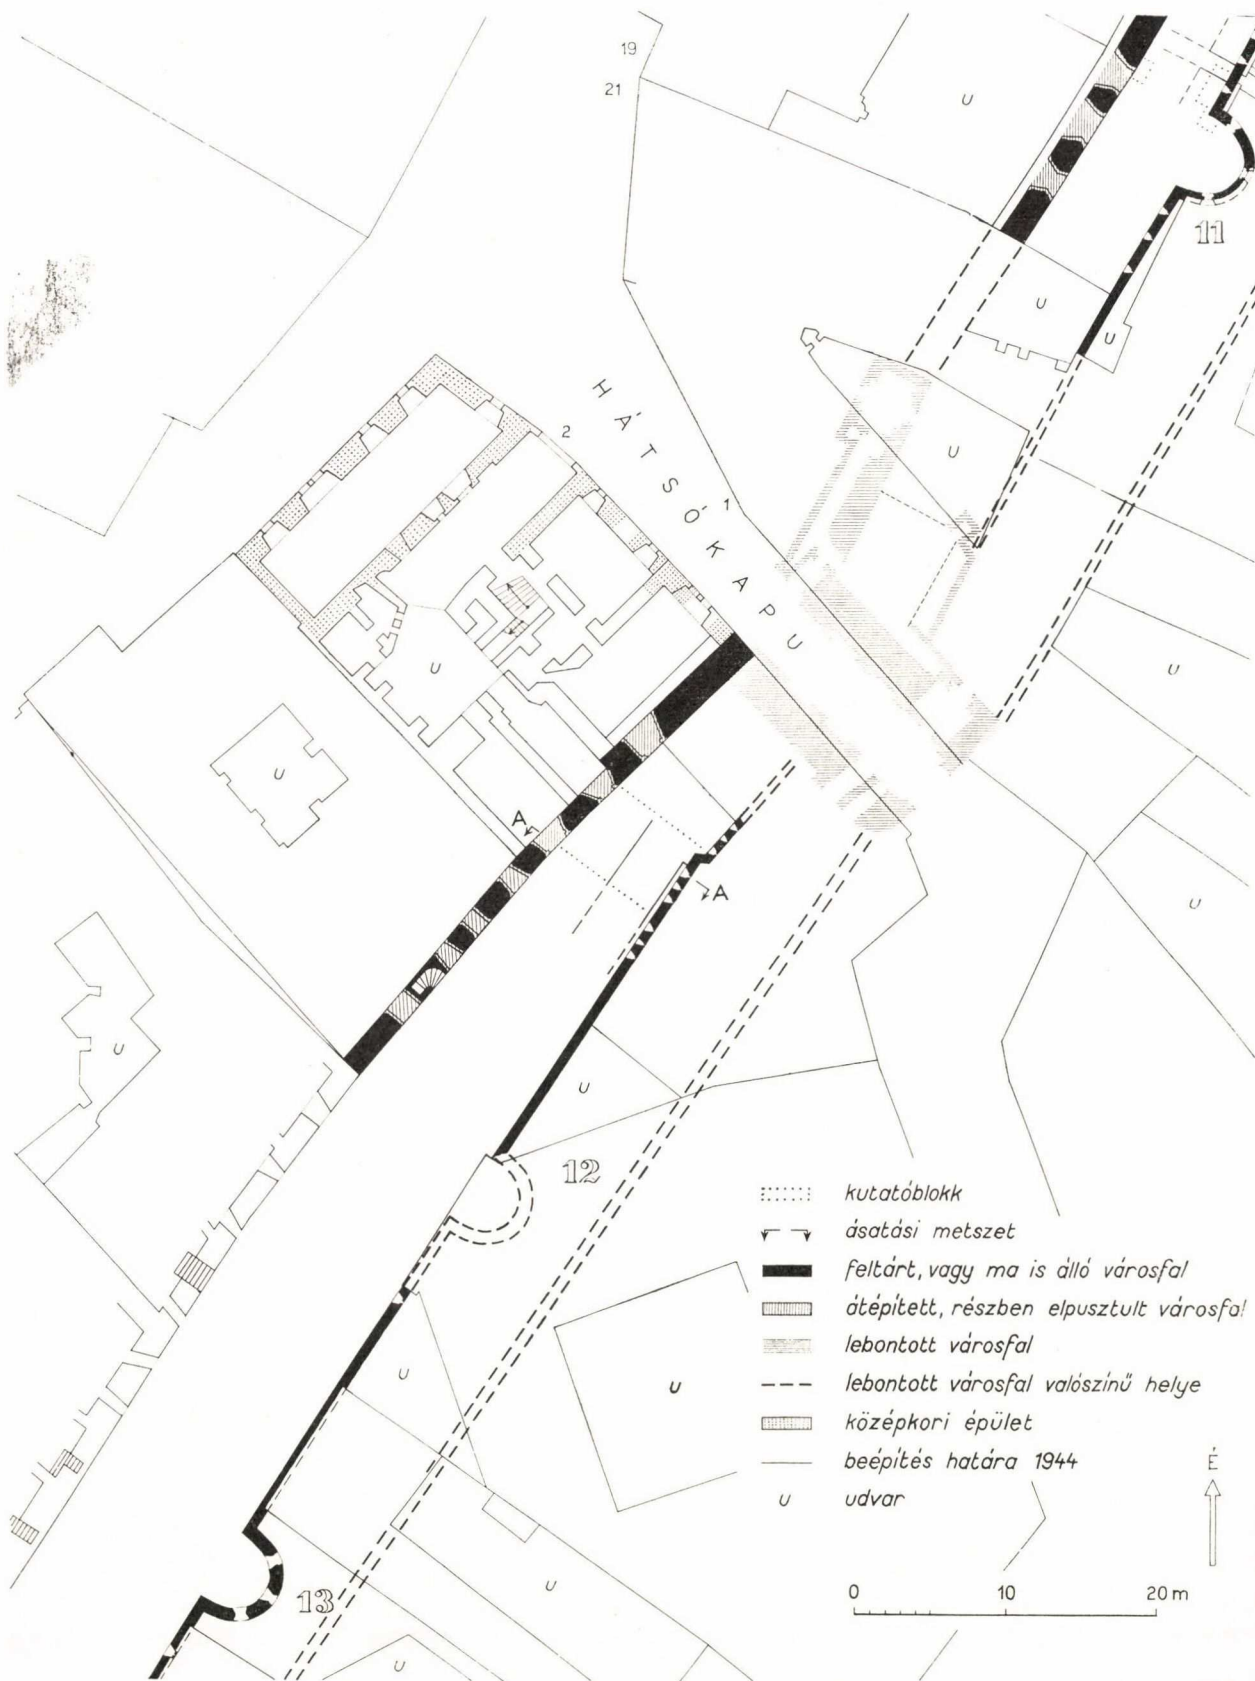 19
21
U
11
U
U
HÁTSÓKAPU
2
1
U
U
U
U
A
A
U
U
U
12
U
U
13
U
U
kutatóblokk
ásatási metszet
feltárt, vagy ma is álló városfal
átépített, részben elpusztult városfal
lebontott városfal
lebontott városfal valószínű helye
középkori épület
beépítés határa 1944
U udvar
É
0 10 20 m